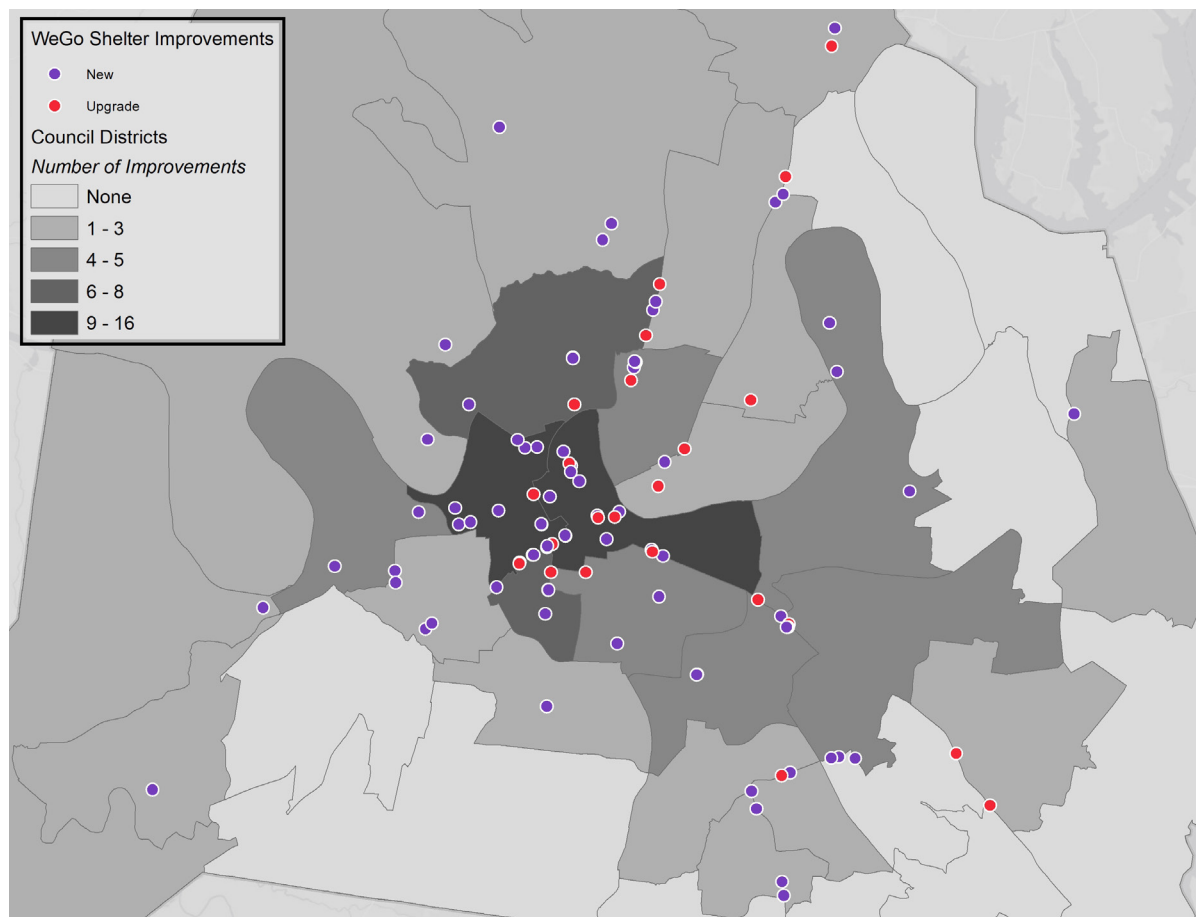 WeGo Shelter Improvements
New
Upgrade
Council Districts
Number of Improvements
None
1 - 3
4 - 5
6 - 8
9 - 16